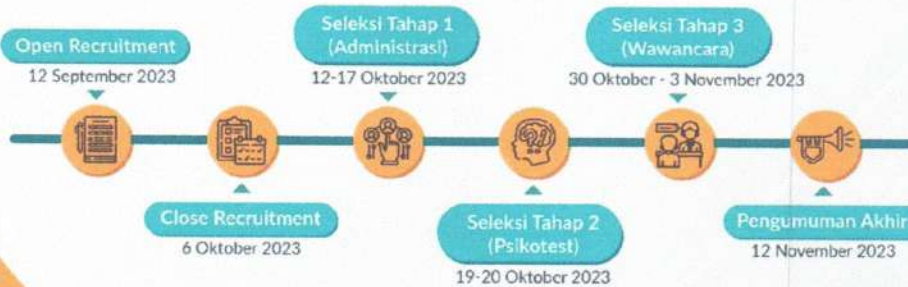 Open Recruitment
12 September 2023
Close Recruitment
6 Oktober 2023
Seleksi Tahap 1
(Administrasi)
12-17 Oktober 2023
Seleksi Tahap 2
(Psikotest)
19-20 Oktober 2023
Seleksi Tahap 3
(Wawancara)
30 Oktober - 3 November 2023
Pengumuman Akhir
12 November 2023